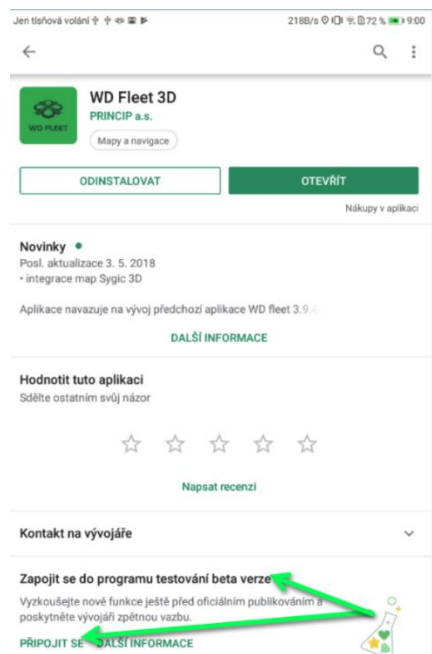 Jen tísňová volání 218B/s 72 % 9:00
WD Fleet 3D
PRINCIP a.s.
WD FLEET
Mapy a navigace
ODINSTALOVAT OTEVŘÍT
Nákupy v aplikaci
Novinky
Posl. aktualizace 3. 5. 2018
• integrace map Sygic 3D
Aplikace navazuje na vývoj předchozí aplikace WD fleet 3.9.
DALŠÍ INFORMACE
Hodnotit tuto aplikaci
Sdělte ostatním svůj názor
Napsat recenzi
Kontakt na vývojáře
Zapojit se do programu testování beta verze
Vyzkoušejte nové funkce ještě před oficiálním publikováním a
poskytněte vývojáři zpětnou vazbu.
PŘIPOJIT SE DALŠÍ INFORMACE